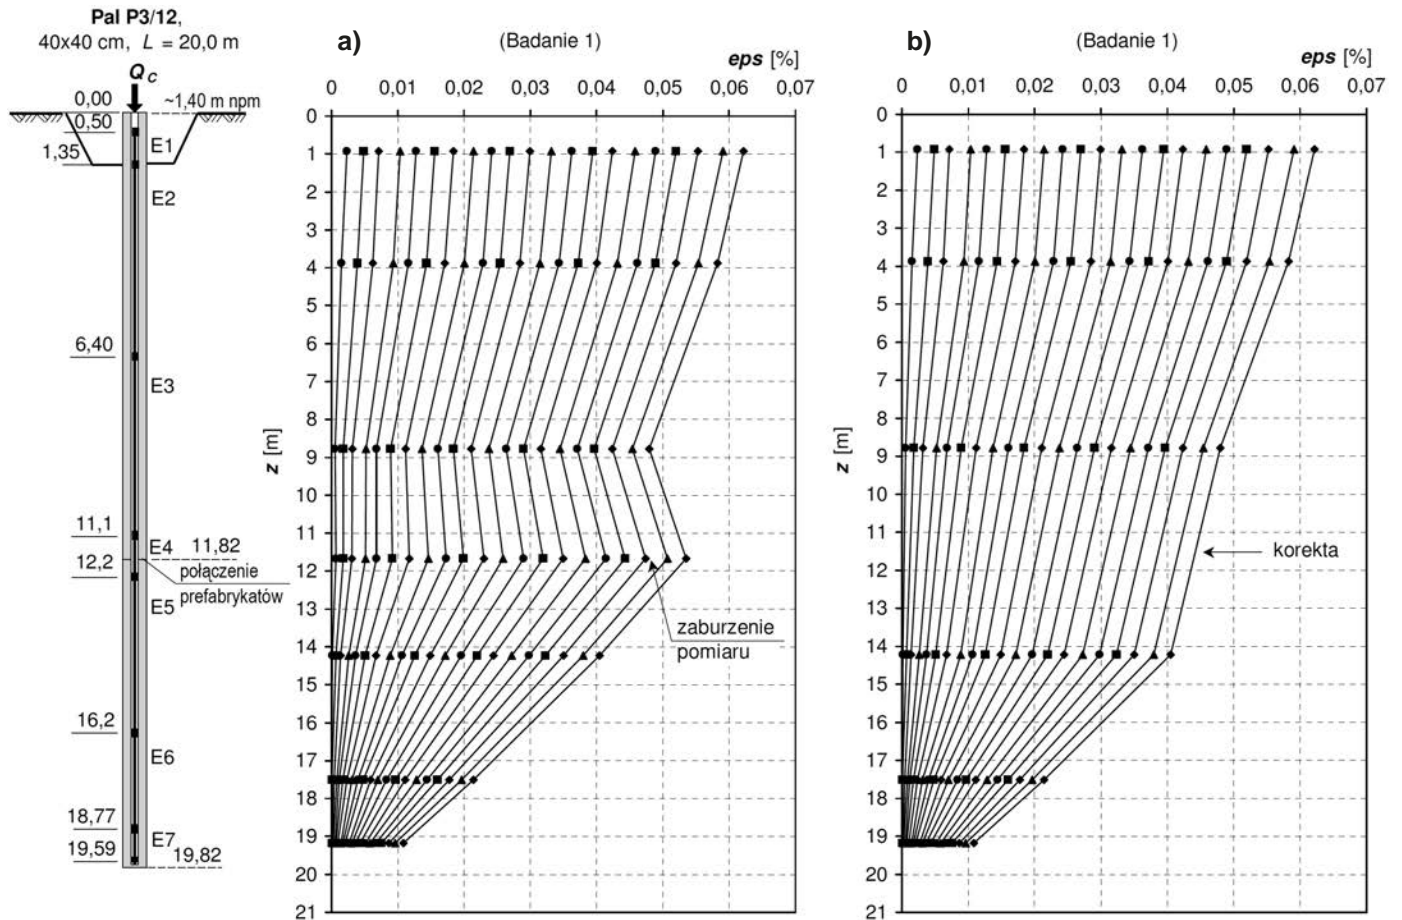 Pal P3/12,
40x40 cm, L = 20,0 m
Qc
0,00
~1,40 m npm
0,50
E1
1,35
E2
6,40
E3
11,1
E4
11,82
12,2
połączenie
prefabrykatów
E5
16,2
E6
18,77
E7
19,59
19,82
a)
(Badanie 1)
eps [%]
0 0,01 0,02 0,03 0,04 0,05 0,06 0,07
0
1
2
3
4
5
6
7
8
9
10
11
12
13
14
15
16
17
18
19
20
21
z [m]
zaburzenie
pomiaru
b)
(Badanie 1)
eps [%]
0 0,01 0,02 0,03 0,04 0,05 0,06 0,07
0
1
2
3
4
5
6
7
8
9
10
11
12
13
14
15
16
17
18
19
20
21
z [m]
korekta